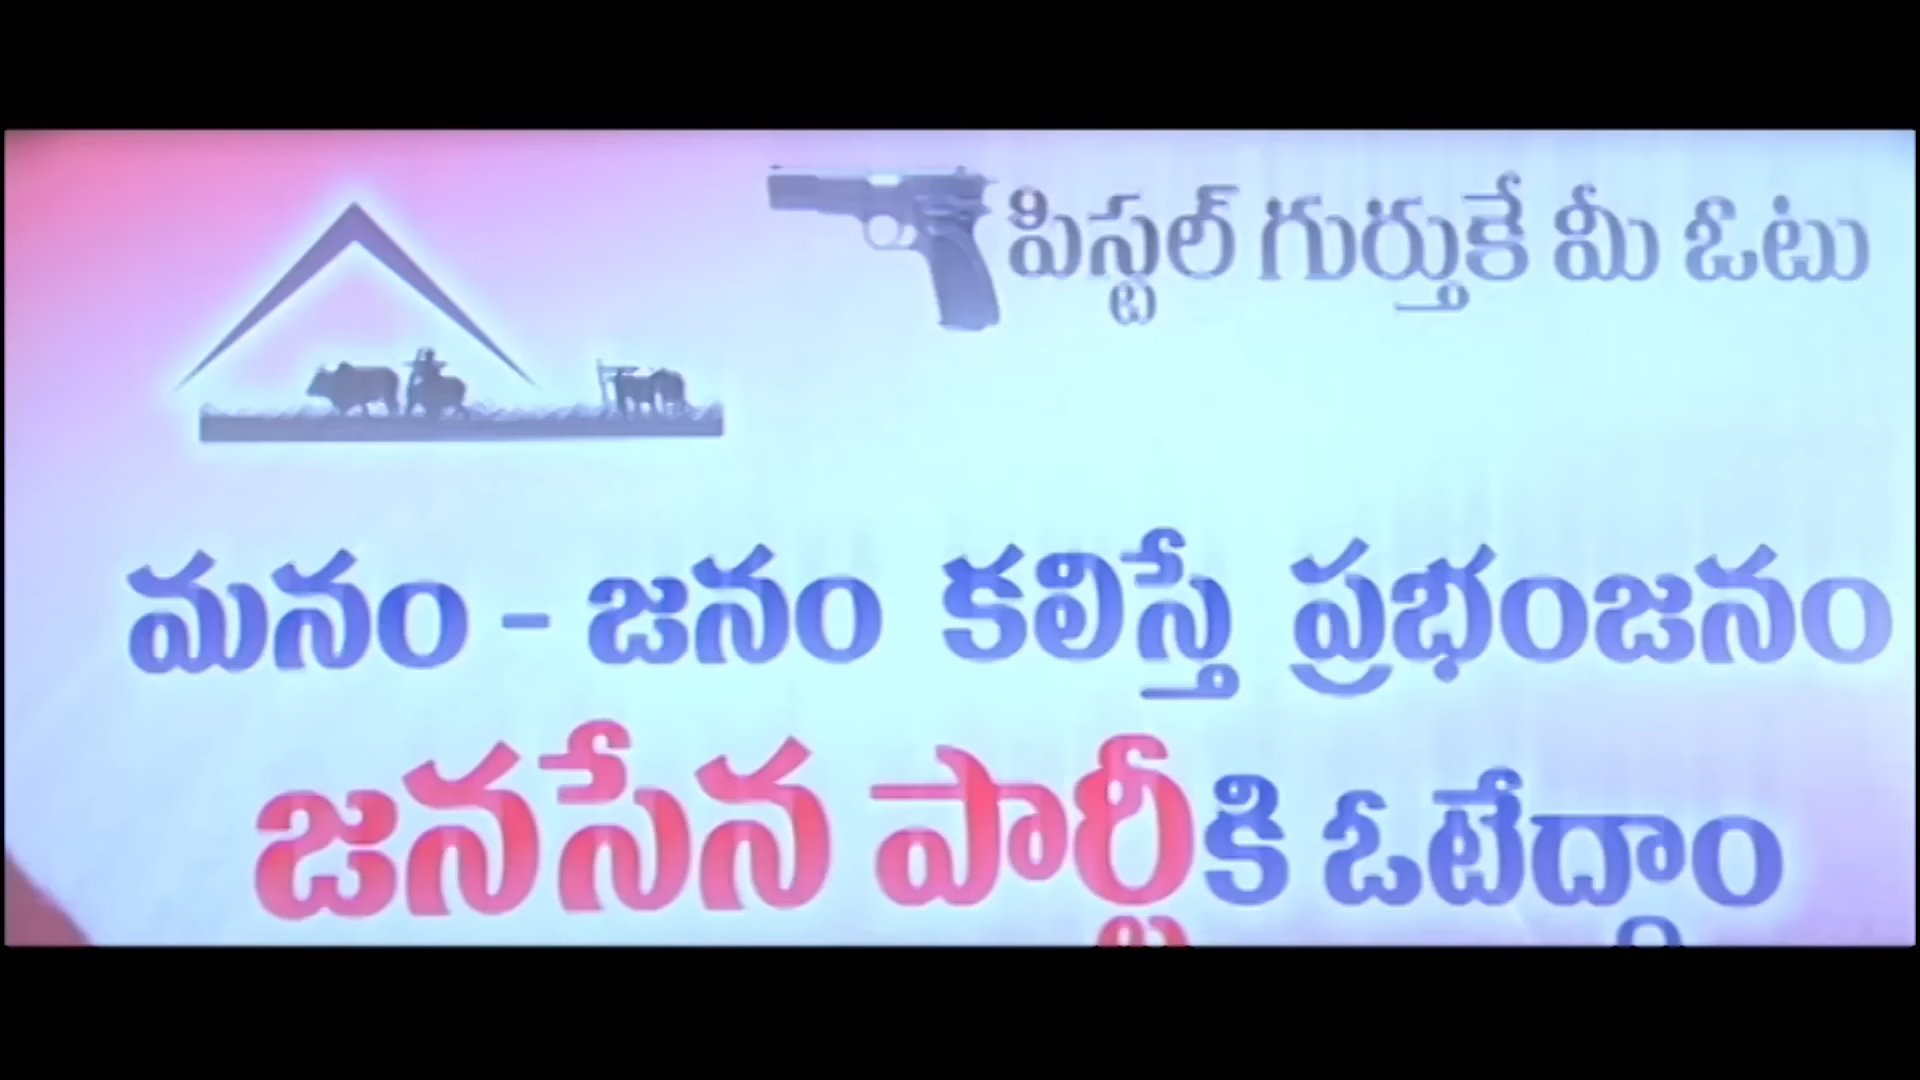 పిస్టల్ గుర్తుకే మీ ఓటు
మనం - జనం కలిస్తే ప్రభంజనం
జనసేన పార్టీకి ఓటేద్దాం